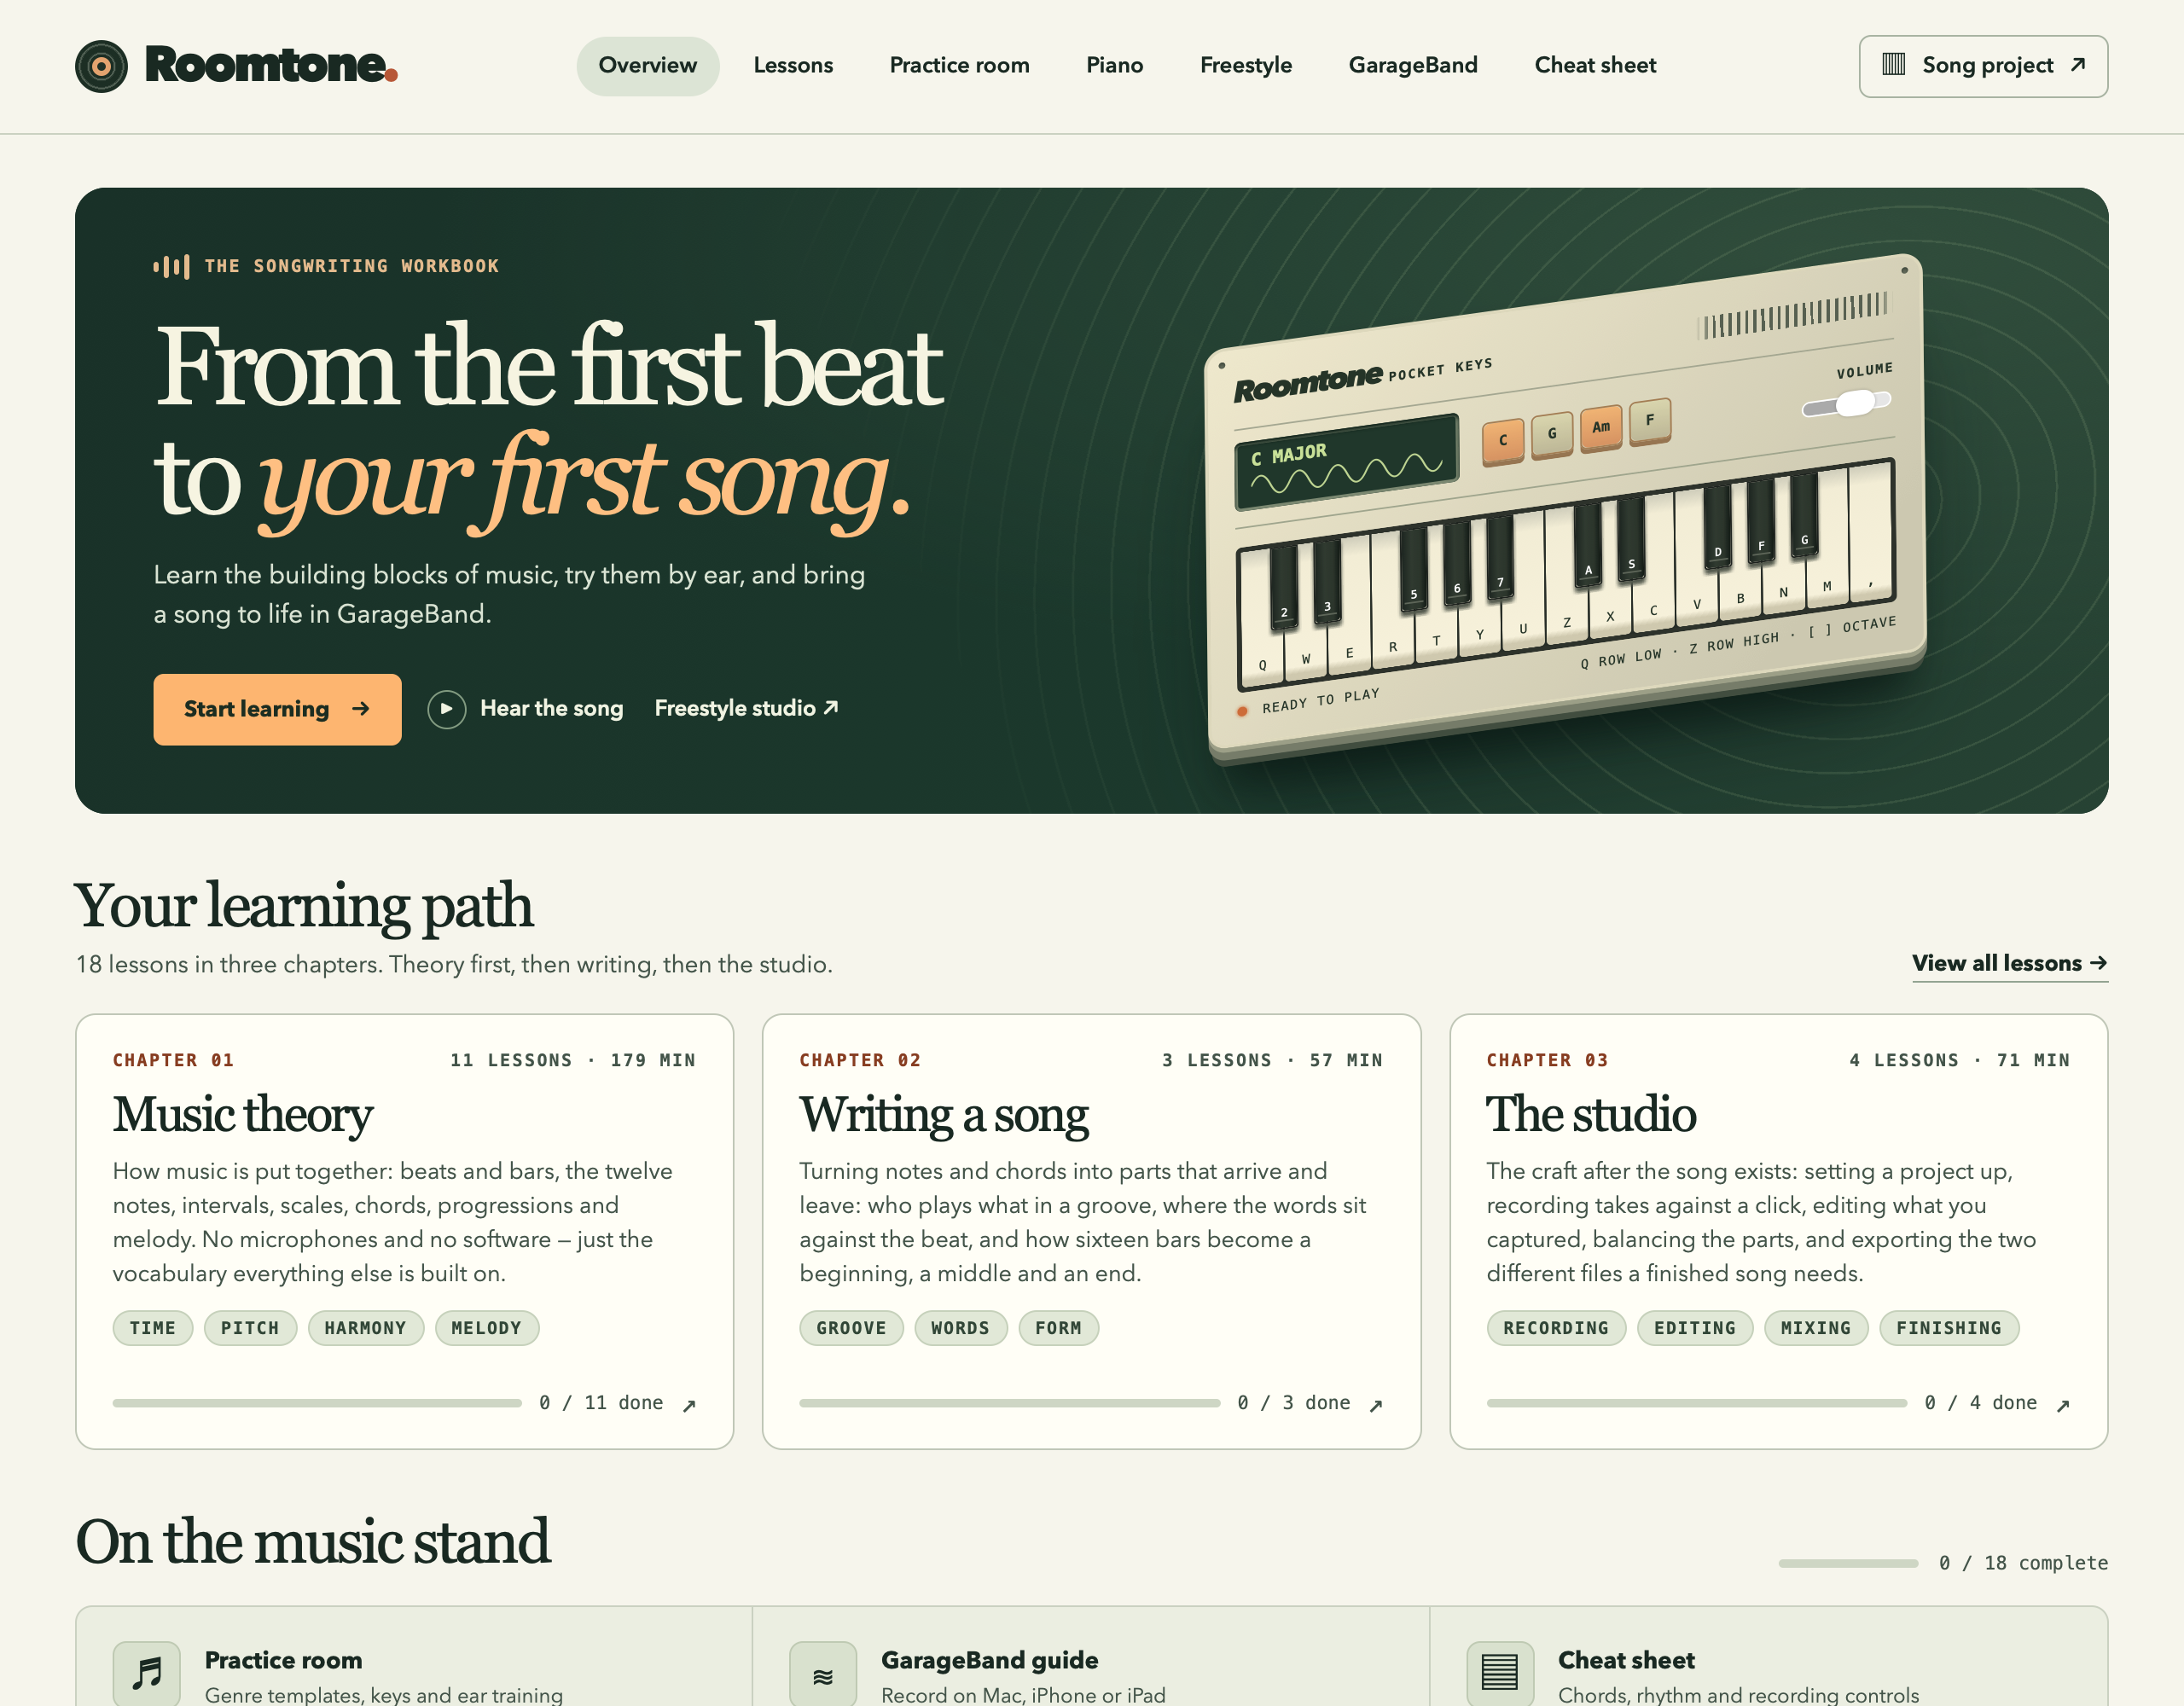 Roomtone.
Overview
Lessons
Practice room
Piano
Freestyle
GarageBand
Cheat sheet
Song project ↗
THE SONGWRITING WORKBOOK
From the first beat
to your first song.
Learn the building blocks of music, try them by ear, and bring
a song to life in GarageBand.
Start learning →
Hear the song
Freestyle studio ↗
Roomtone POCKET KEYS
VOLUME
C MAJOR
C G Am F
2 3 5 6 7 A S D F G
Q W E R T Y U Z X C V B N M ,
READY TO PLAY
Q ROW LOW · Z ROW HIGH · [ ] OCTAVE
Your learning path
18 lessons in three chapters. Theory first, then writing, then the studio.
View all lessons →
CHAPTER 01
11 LESSONS · 179 MIN
Music theory
How music is put together: beats and bars, the twelve
notes, intervals, scales, chords, progressions and
melody. No microphones and no software – just the
vocabulary everything else is built on.
TIME PITCH HARMONY MELODY
0 / 11 done ↗
CHAPTER 02
3 LESSONS · 57 MIN
Writing a song
Turning notes and chords into parts that arrive and
leave: who plays what in a groove, where the words sit
against the beat, and how sixteen bars become a
beginning, a middle and an end.
GROOVE WORDS FORM
0 / 3 done ↗
CHAPTER 03
4 LESSONS · 71 MIN
The studio
The craft after the song exists: setting a project up,
recording takes against a click, editing what you
captured, balancing the parts, and exporting the two
different files a finished song needs.
RECORDING EDITING MIXING FINISHING
0 / 4 done ↗
On the music stand
0 / 18 complete
Practice room
Genre templates, keys and ear training
GarageBand guide
Record on Mac, iPhone or iPad
Cheat sheet
Chords, rhythm and recording controls